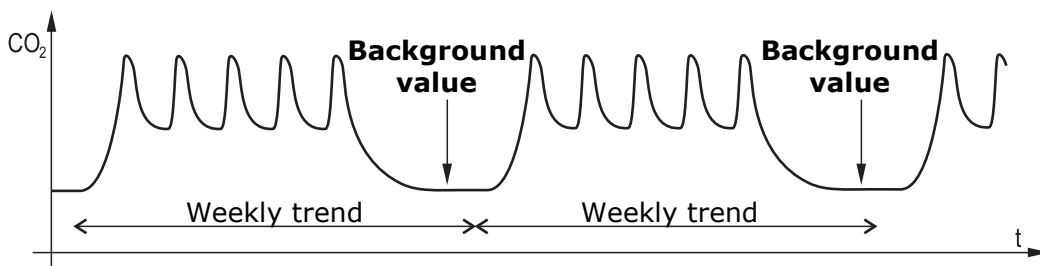 CO₂
Background
value
Background
value
Weekly trend
Weekly trend
t